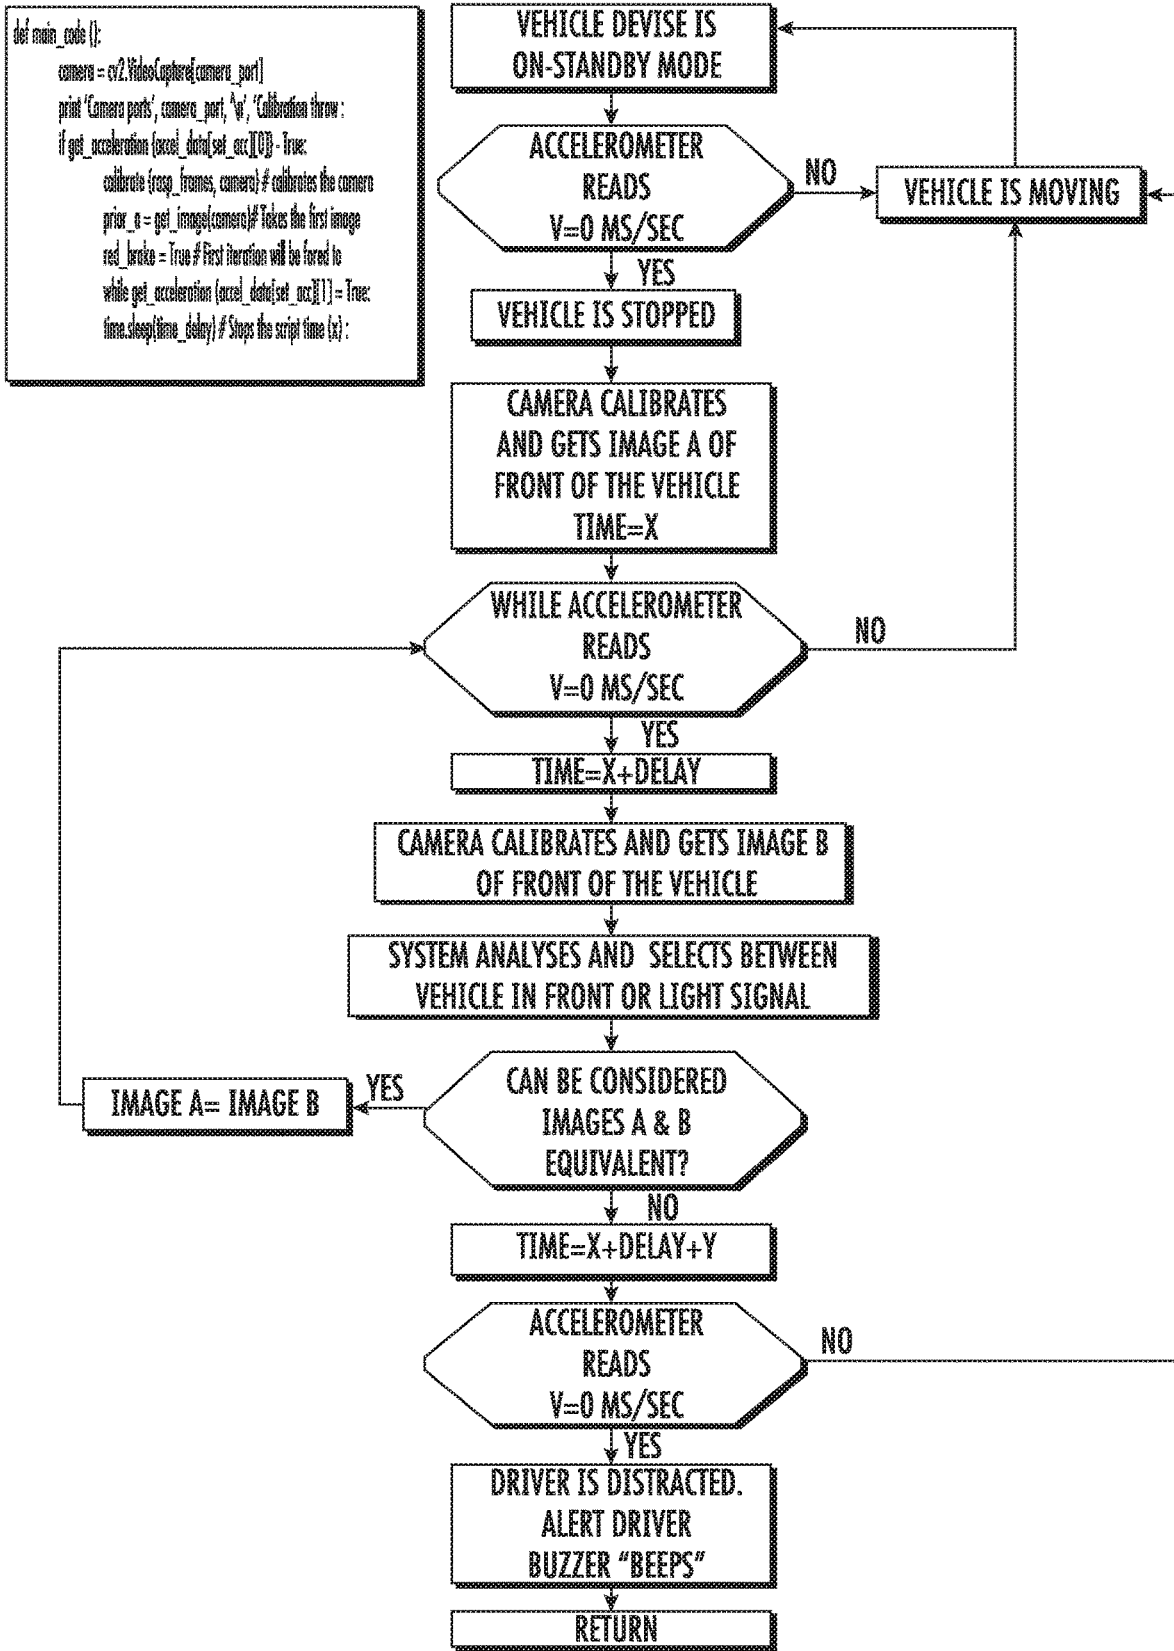 def main_code ():
camera = cv2.VideoCapture[camera_port]
print 'Camera ports', camera_port, '\n', 'Calibration throw :
if get_acceleration (accel_data[set_acc][0]) - True:
calibrate (rasp_frames, camera) # calibrates the camera
prior_a = get_image(camera)# Takes the first image
red_brake = True # First iteration will be fored to
while get_acceleration (accel_data[set_acc][1] = True:
time.sleep(time_delay) # Stops the script time (x) :
VEHICLE DEVISE IS
ON-STANDBY MODE
ACCELEROMETER
READS
V=0 MS/SEC
NO
VEHICLE IS MOVING
YES
VEHICLE IS STOPPED
CAMERA CALIBRATES
AND GETS IMAGE A OF
FRONT OF THE VEHICLE
TIME=X
WHILE ACCELEROMETER
READS
V=0 MS/SEC
NO
YES
TIME=X+DELAY
CAMERA CALIBRATES AND GETS IMAGE B
OF FRONT OF THE VEHICLE
SYSTEM ANALYSES AND SELECTS BETWEEN
VEHICLE IN FRONT OR LIGHT SIGNAL
CAN BE CONSIDERED
IMAGES A & B
EQUIVALENT?
YES
IMAGE A= IMAGE B
NO
TIME=X+DELAY+Y
ACCELEROMETER
READS
V=0 MS/SEC
NO
YES
DRIVER IS DISTRACTED.
ALERT DRIVER
BUZZER “BEEPS”
RETURN